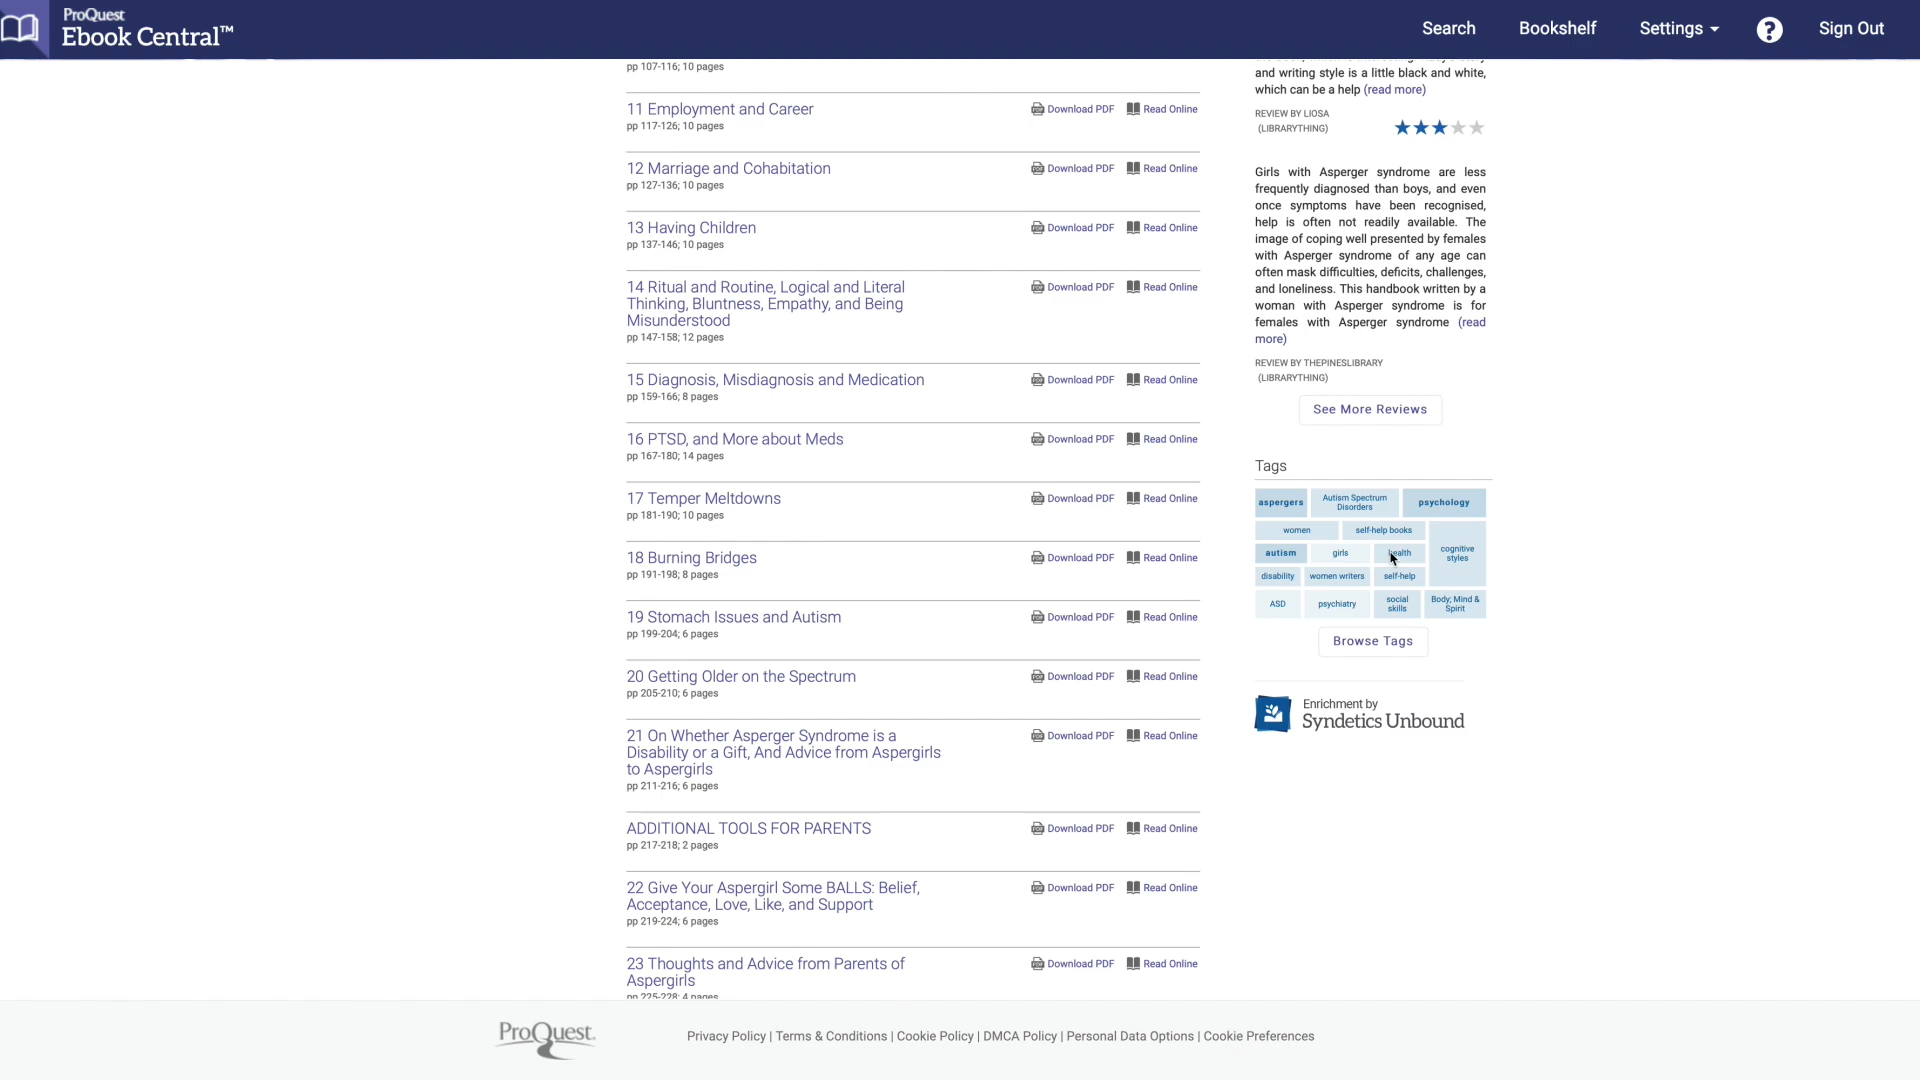 ProQuest
Ebook Central™
Search
Bookshelf
Settings
?
Sign Out
pp 107-116; 10 pages
11 Employment and Career
pp 117-126; 10 pages
Download PDF
Read Online
12 Marriage and Cohabitation
pp 127-136; 10 pages
Download PDF
Read Online
13 Having Children
pp 137-146; 10 pages
Download PDF
Read Online
14 Ritual and Routine, Logical and Literal
Thinking, Bluntness, Empathy, and Being
Misunderstood
pp 147-158; 12 pages
Download PDF
Read Online
15 Diagnosis, Misdiagnosis and Medication
pp 159-166; 8 pages
Download PDF
Read Online
16 PTSD, and More about Meds
pp 167-180; 14 pages
Download PDF
Read Online
17 Temper Meltdowns
pp 181-190; 10 pages
Download PDF
Read Online
18 Burning Bridges
pp 191-198; 8 pages
Download PDF
Read Online
19 Stomach Issues and Autism
pp 199-204; 6 pages
Download PDF
Read Online
20 Getting Older on the Spectrum
pp 205-210; 6 pages
Download PDF
Read Online
21 On Whether Asperger Syndrome is a
Disability or a Gift, And Advice from Aspergirls
to Aspergirls
pp 211-216; 6 pages
Download PDF
Read Online
ADDITIONAL TOOLS FOR PARENTS
pp 217-218; 2 pages
Download PDF
Read Online
22 Give Your Aspergirl Some BALLS: Belief,
Acceptance, Love, Like, and Support
pp 219-224; 6 pages
Download PDF
Read Online
23 Thoughts and Advice from Parents of
Aspergirls
pp 225-228; 4 pages
Download PDF
Read Online
and writing style is a little black and white,
which can be a help (read more)
REVIEW BY LIOSA
(LIBRARYTHING)
Girls with Asperger syndrome are less
frequently diagnosed than boys, and even
once symptoms have been recognised,
help is often not readily available. The
image of coping well presented by females
with Asperger syndrome of any age can
often mask difficulties, deficits, challenges,
and loneliness. This handbook written by a
woman with Asperger syndrome is for
females with Asperger syndrome (read
more)
REVIEW BY THEPINESLIBRARY
(LIBRARYTHING)
See More Reviews
Tags
aspergers
Autism Spectrum
Disorders
psychology
women
self-help books
cognitive
styles
autism
girls
health
disability
women writers
self-help
ASD
psychiatry
social
skills
Body, Mind &
Spirit
Browse Tags
Enrichment by
Syndetics Unbound
ProQuest.
Privacy Policy | Terms & Conditions | Cookie Policy | DMCA Policy | Personal Data Options | Cookie Preferences